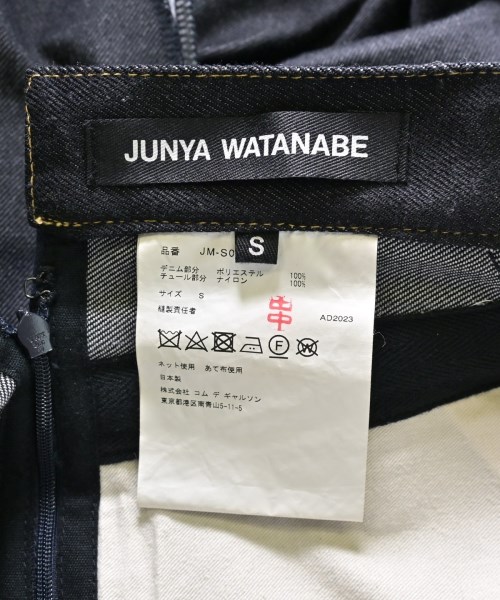 JUNYA WATANABE
S
品番 JM-S0
デニム部分 ポリエステル 100%
チュール部分 ナイロン 100%
サイズ S
縫製責任者 AD2023
F W
ネット使用 あて布使用
日本製
株式会社 コム デ ギャルソン
東京都港区南青山5-11-5